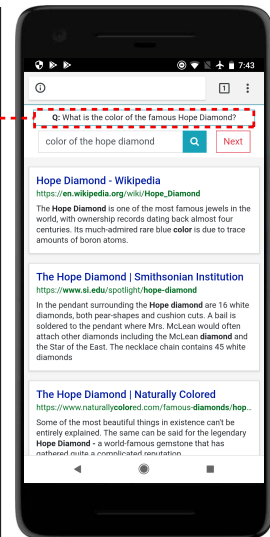 7:43
1
Q: What is the color of the famous Hope Diamond?
color of the hope diamond
Next
Hope Diamond - Wikipedia
https://en.wikipedia.org/wiki/Hope_Diamond
The Hope Diamond is one of the most famous jewels in the
world, with ownership records dating back almost four
centuries. Its much-admired rare blue color is due to trace
amounts of boron atoms.
The Hope Diamond | Smithsonian Institution
https://www.si.edu/spotlight/hope-diamond
In the pendant surrounding the Hope diamond are 16 white
diamonds, both pear-shapes and cushion cuts. A bail is
soldered to the pendant where Mrs. McLean would often
attach other diamonds including the McLean diamond and
the Star of the East. The necklace chain contains 45 white
diamonds
The Hope Diamond | Naturally Colored
https://www.naturallycolored.com/famous-diamonds/hop...
Some of the most beautiful things in existence can't be
entirely explained. The same can be said for the legendary
Hope Diamond - a world-famous gemstone that has
gathered quite a complicated reputation